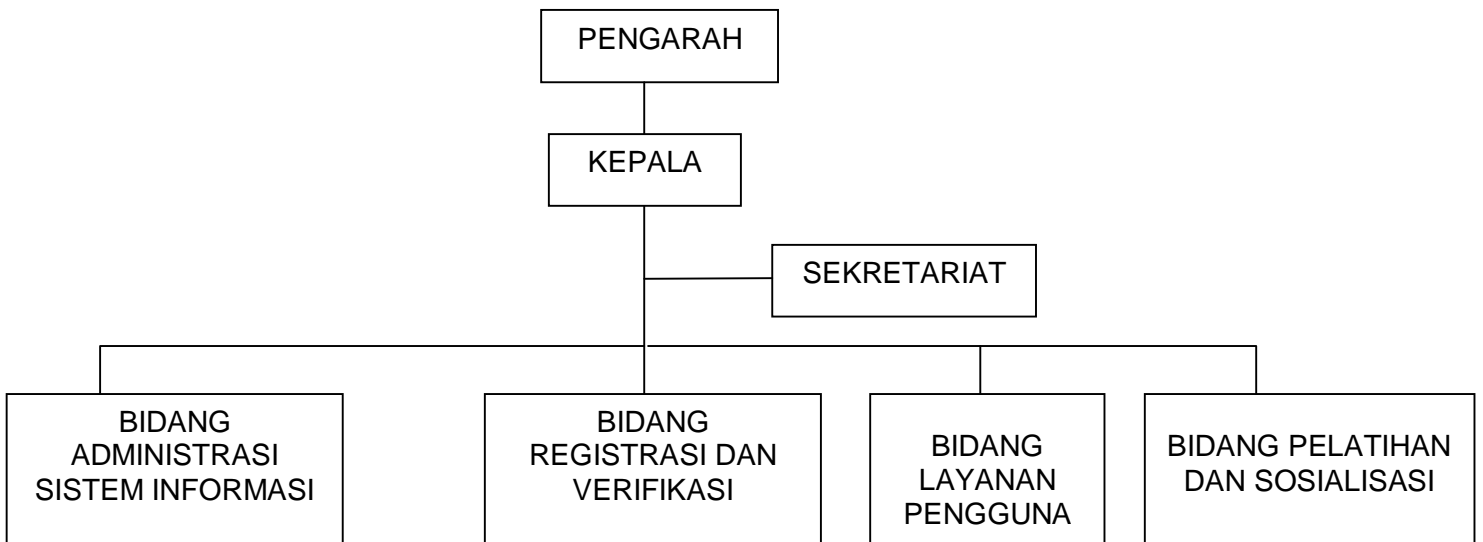 PENGARAH
KEPALA
SEKRETARIAT
BIDANG
ADMINISTRASI
SISTEM INFORMASI
BIDANG
REGISTRASI DAN
VERIFIKASI
BIDANG
LAYANAN
PENGGUNA
BIDANG PELATIHAN
DAN SOSIALISASI